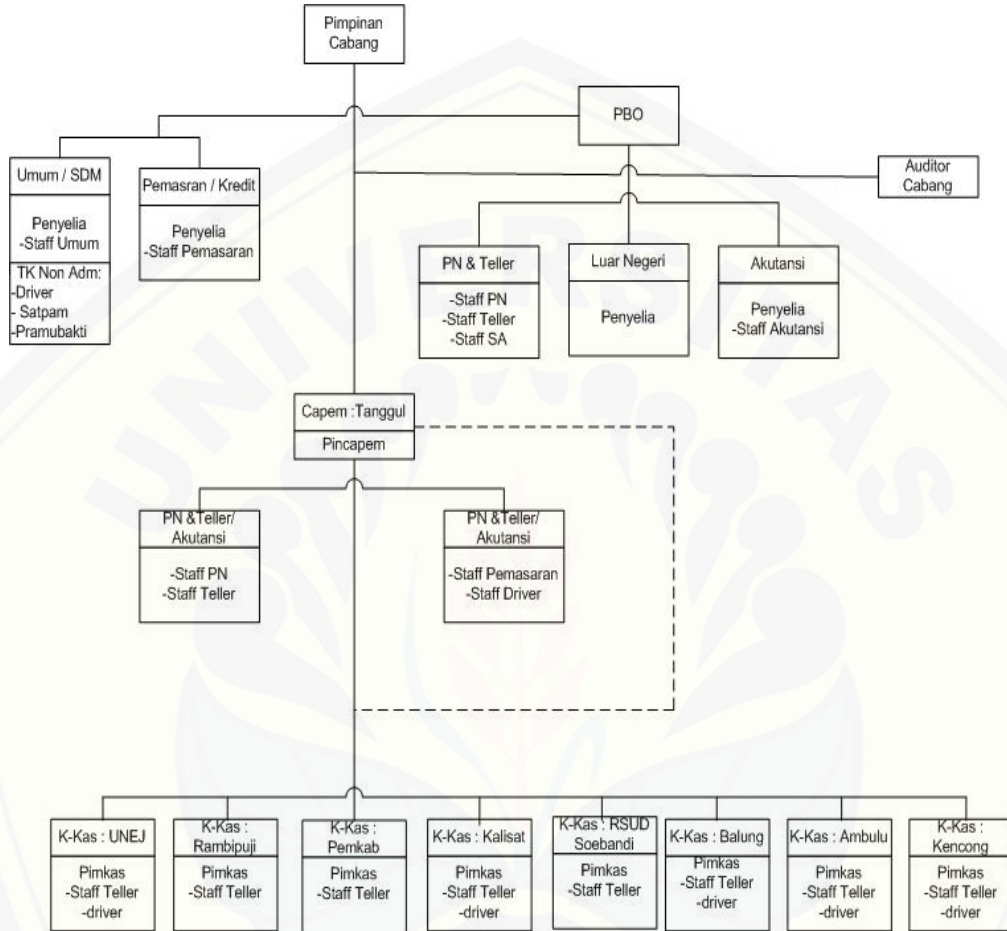 Pimpinan
Cabang
PBO
Auditor
Cabang
Umum / SDM
Penyelia
-Staff Umum
TK Non Adm:
-Driver
- Satpam
-Pramubakti
Pemasran / Kredit
Penyelia
-Staff Pemasaran
PN & Teller
-Staff PN
-Staff Teller
-Staff SA
Luar Negeri
Penyelia
Akutansi
Penyelia
-Staff Akutansi
Capem :Tanggul
Pincapem
PN &Teller/
Akutansi
-Staff PN
-Staff Teller
PN &Teller/
Akutansi
-Staff Pemasaran
-Staff Driver
K-Kas : UNEJ
Pimkas
-Staff Teller
-driver
K-Kas :
Rambipuji
Pimkas
-Staff Teller
K-Kas :
Pemkab
Pimkas
-Staff Teller
K-Kas : Kalisat
Pimkas
-Staff Teller
-driver
K-Kas : RSUD
Soebandi
Pimkas
-Staff Teller
K-Kas : Balung
Pimkas
-Staff Teller
-driver
K-Kas : Ambulu
Pimkas
-Staff Teller
-driver
K-Kas :
Kencong
Pimkas
-Staff Teller
-driver
UNIVERSITAS